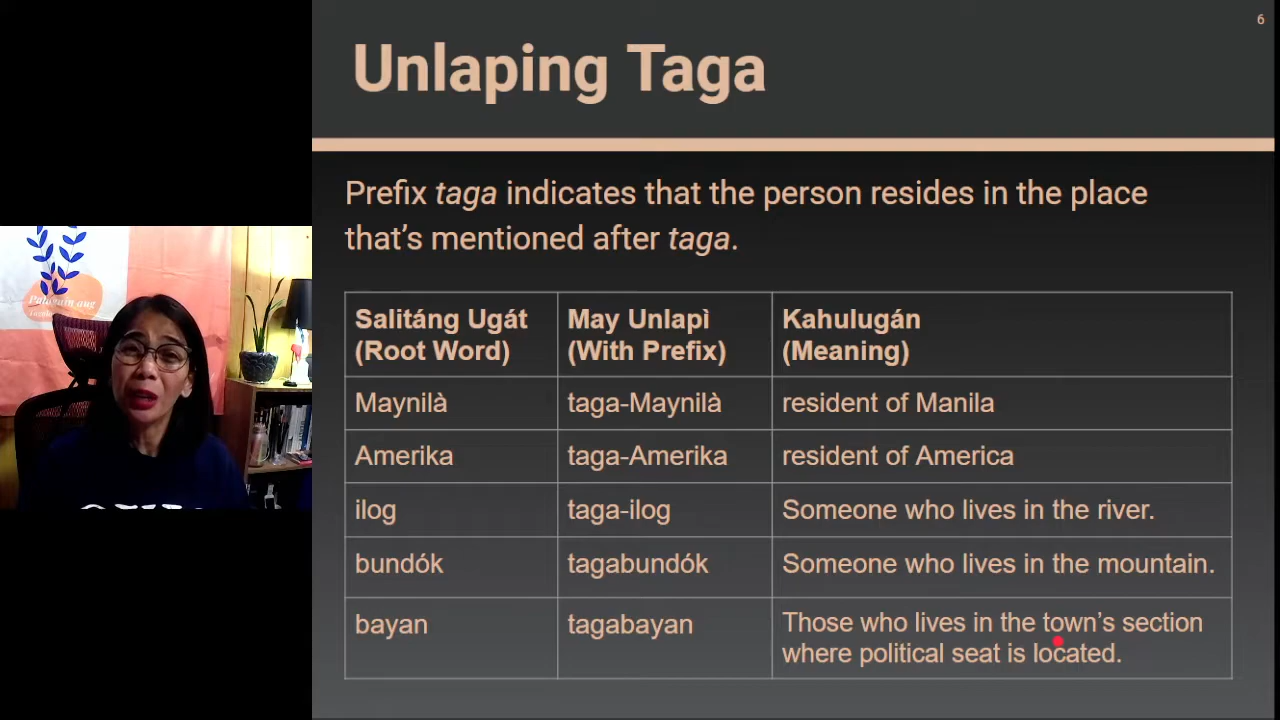 6
Unlaping Taga
Prefix taga indicates that the person resides in the place
that's mentioned after taga.
Salitáng Ugát
(Root Word)
May Unlapì
(With Prefix)
Kahulugán
(Meaning)
Maynilà
taga-Maynilà
resident of Manila
Amerika
taga-Amerika
resident of America
ilog
taga-ilog
Someone who lives in the river.
bundók
tagabundók
Someone who lives in the mountain.
bayan
tagabayan
Those who lives in the town's section
where political seat is located.